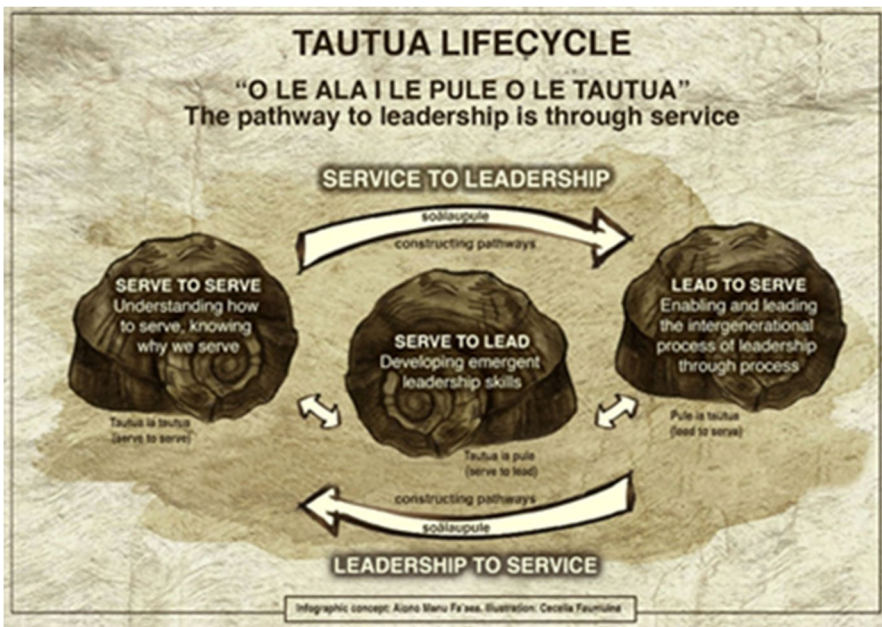 TAUTUA LIFECYCLE
“O LE ALA I LE PULE O LE TAUTUA”
The pathway to leadership is through service
SERVICE TO LEADERSHIP
soālaupule
constructing pathways
SERVE TO SERVE
Understanding how
to serve, knowing
why we serve
Tautua ia tautua
(serve to serve)
SERVE TO LEAD
Developing emergent
leadership skills
Tautua ia pule
(serve to lead)
LEAD TO SERVE
Enabling and leading
the intergenerational
process of leadership
through process
Pule ia tautua
(lead to serve)
constructing pathways
soālaupule
LEADERSHIP TO SERVICE
Infographic concept: Aiono Manu Fa'aea. Illustration: Cecelia Faumuina